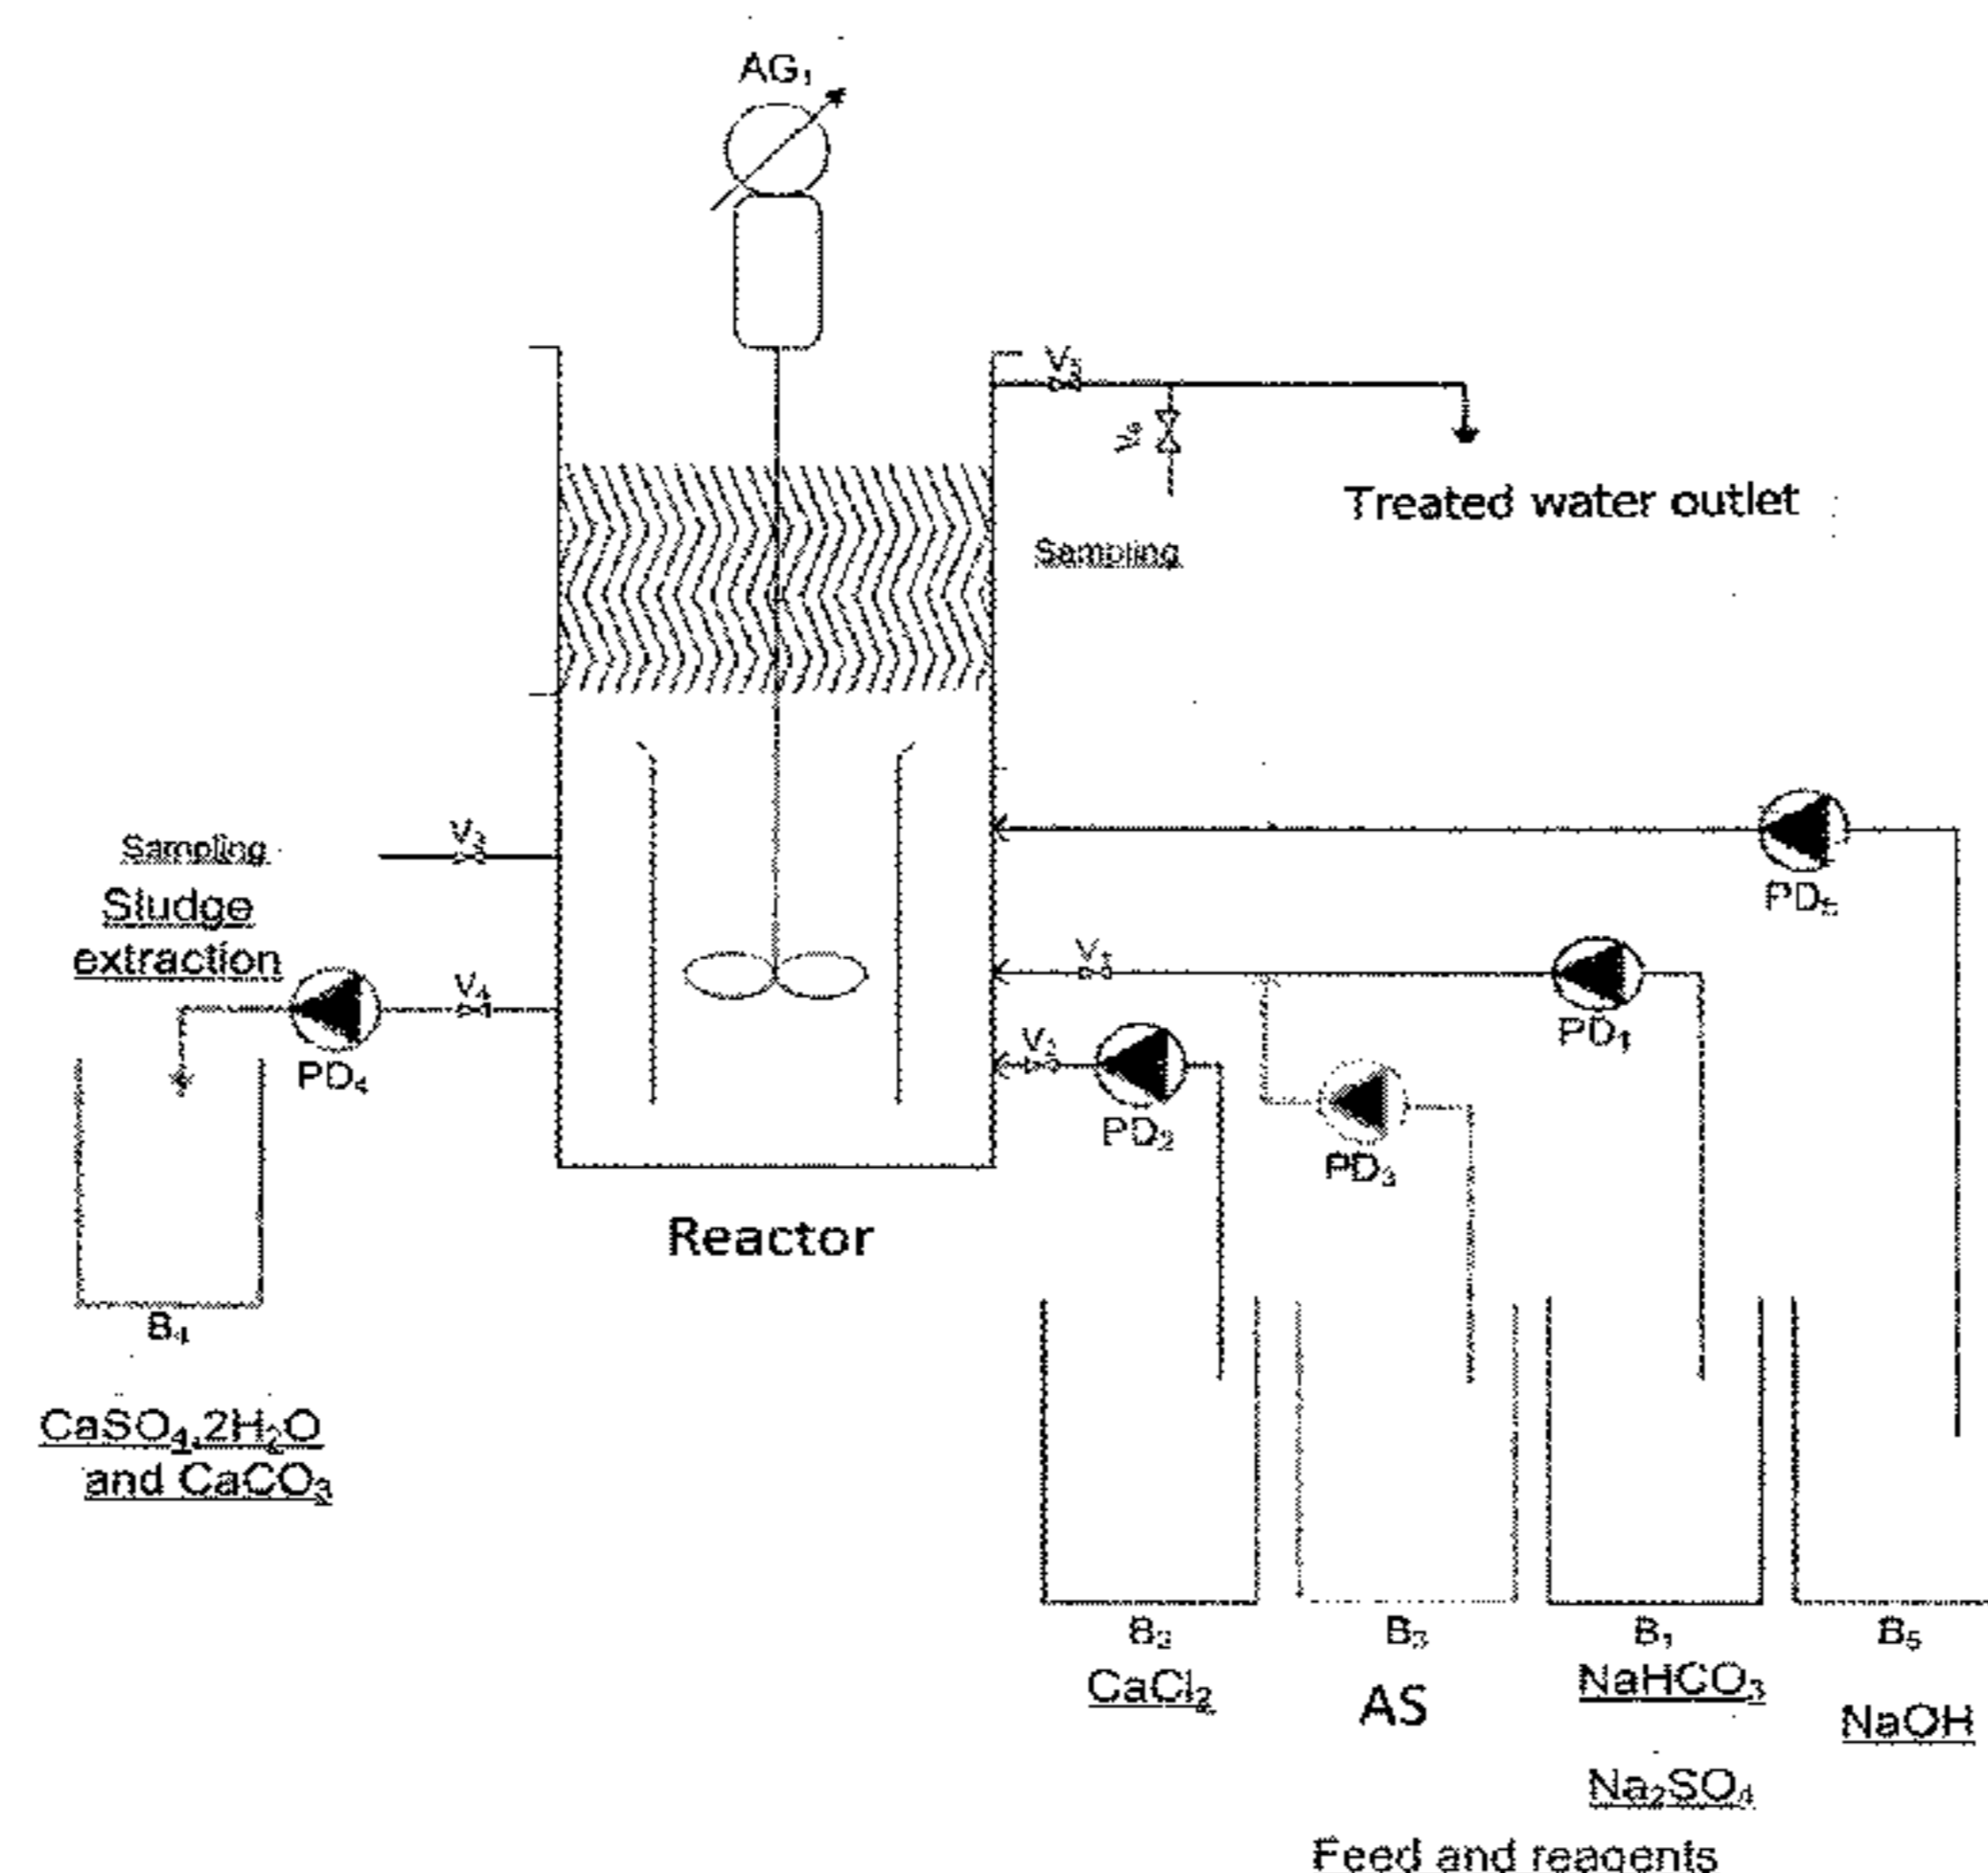 AG₁
V₅
V₆
Treated water outlet
Sampling
Sampling
V₃
Sludge
extraction
V₄
PD₄
PD₅
V₁
PD₁
PD₂
PD₃
Reactor
B₄
CaSO₄.2H₂O
and CaCO₃
B₂
CaCl₂
B₃
AS
B₁
NaHCO₃
Na₂SO₄
B₅
NaOH
Feed and reagents